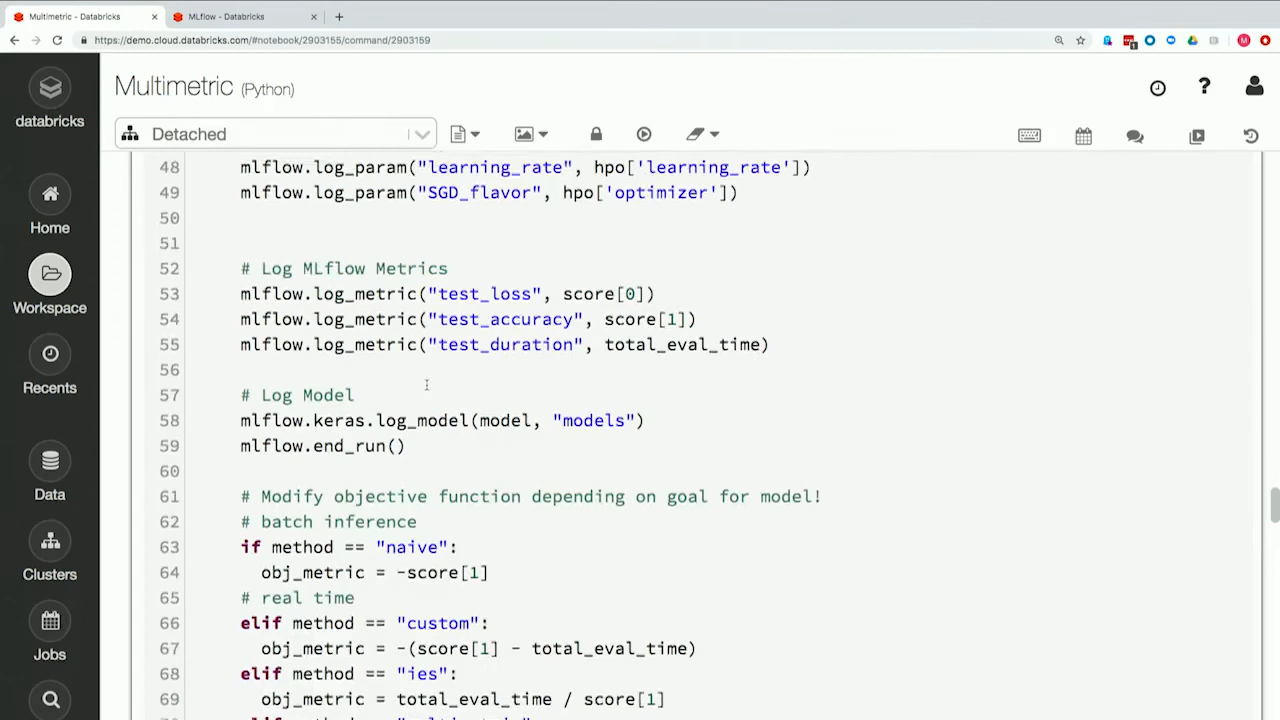 Multimetric - Databricks
MLflow - Databricks
https://demo.cloud.databricks.com/#notebook/2903155/command/2903159
databricks
Home
Workspace
Recents
Data
Clusters
Jobs
Multimetric (Python)
Detached
48 mlflow.log_param("learning_rate", hpo['learning_rate'])
49 mlflow.log_param("SGD_flavor", hpo['optimizer'])
50
51
52 # Log MLflow Metrics
53 mlflow.log_metric("test_loss", score[0])
54 mlflow.log_metric("test_accuracy", score[1])
55 mlflow.log_metric("test_duration", total_eval_time)
56
57 # Log Model
58 mlflow.keras.log_model(model, "models")
59 mlflow.end_run()
60
61 # Modify objective function depending on goal for model!
62 # batch inference
63 if method == "naive":
64 obj_metric = -score[1]
65 # real time
66 elif method == "custom":
67 obj_metric = -(score[1] - total_eval_time)
68 elif method == "ies":
69 obj_metric = total_eval_time / score[1]